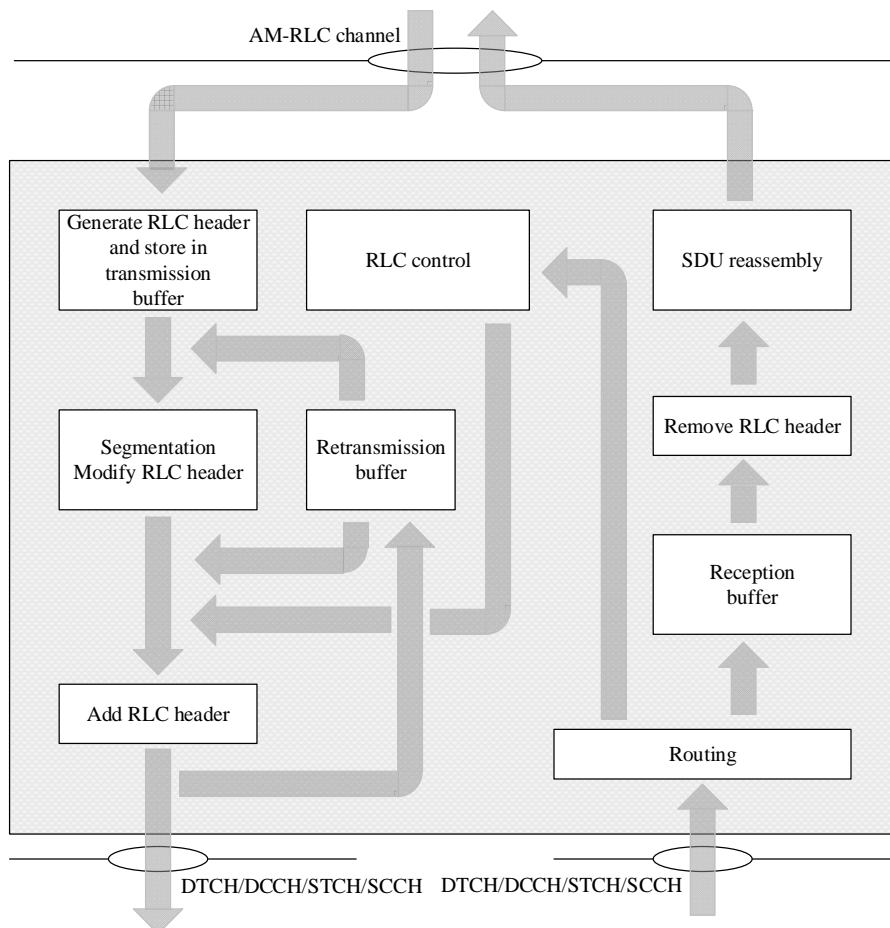 AM-RLC channel
Generate RLC header
and store in
transmission
buffer
RLC control
SDU reassembly
Segmentation
Modify RLC header
Retransmission
buffer
Remove RLC header
Reception
buffer
Add RLC header
Routing
DTCH/DCCH/STCH/SCCH
DTCH/DCCH/STCH/SCCH